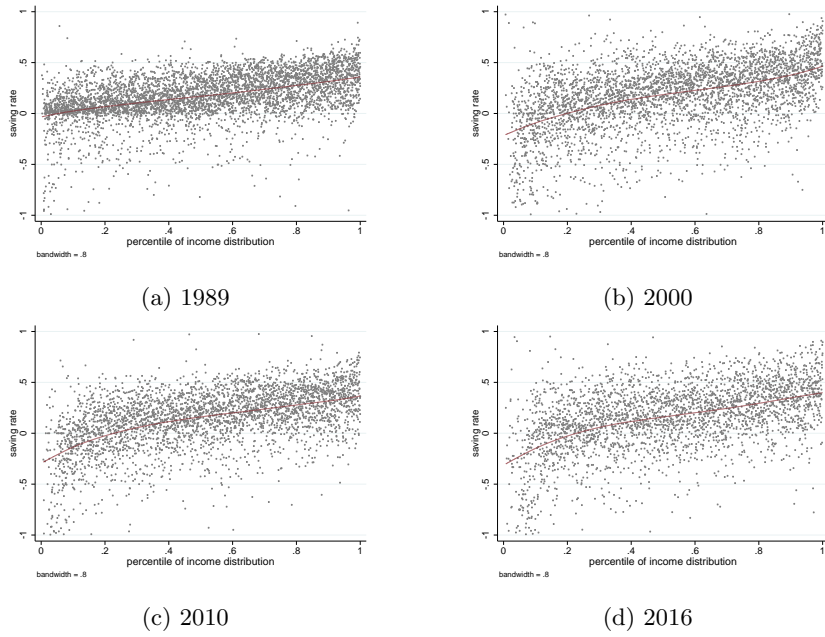 1
.5
0
-.5
-1
saving rate
0 .2 .4 .6 .8 1
percentile of income distribution
bandwidth = .8
(a) 1989
1
.5
0
-.5
-1
saving rate
0 .2 .4 .6 .8 1
percentile of income distribution
bandwidth = .8
(b) 2000
1
.5
0
-.5
-1
saving rate
0 .2 .4 .6 .8 1
percentile of income distribution
bandwidth = .8
(c) 2010
1
.5
0
-.5
-1
saving rate
0 .2 .4 .6 .8 1
percentile of income distribution
bandwidth = .8
(d) 2016